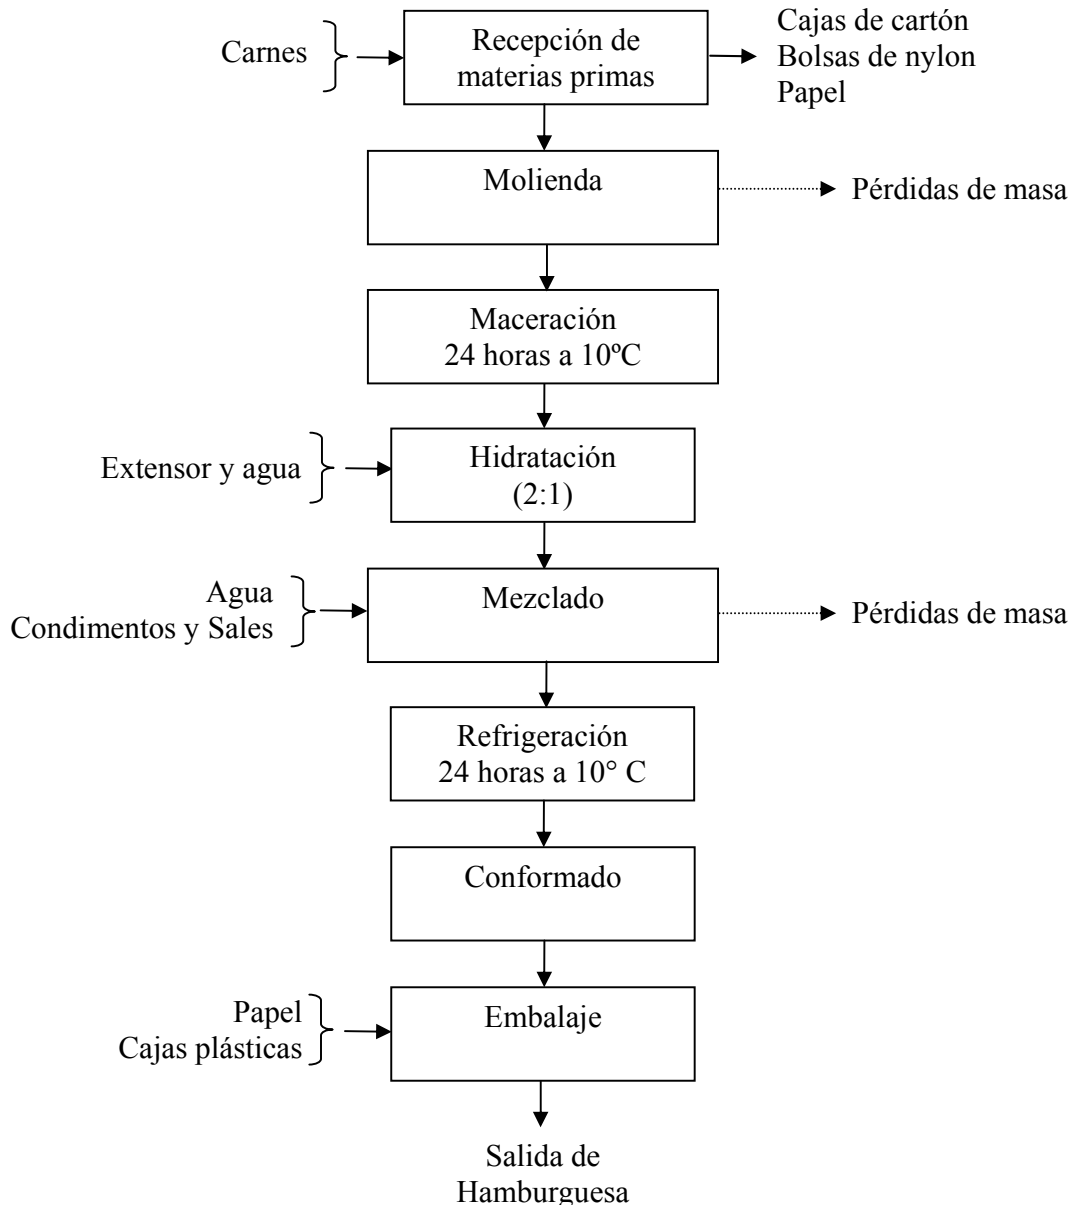 Carnes
Recepción de
materias primas
Cajas de cartón
Bolsas de nylon
Papel
Molienda
Pérdidas de masa
Maceración
24 horas a 10ºC
Extensor y agua
Hidratación
(2:1)
Agua
Condimentos y Sales
Mezclado
Pérdidas de masa
Refrigeración
24 horas a 10° C
Conformado
Papel
Cajas plásticas
Embalaje
Salida de
Hamburguesa